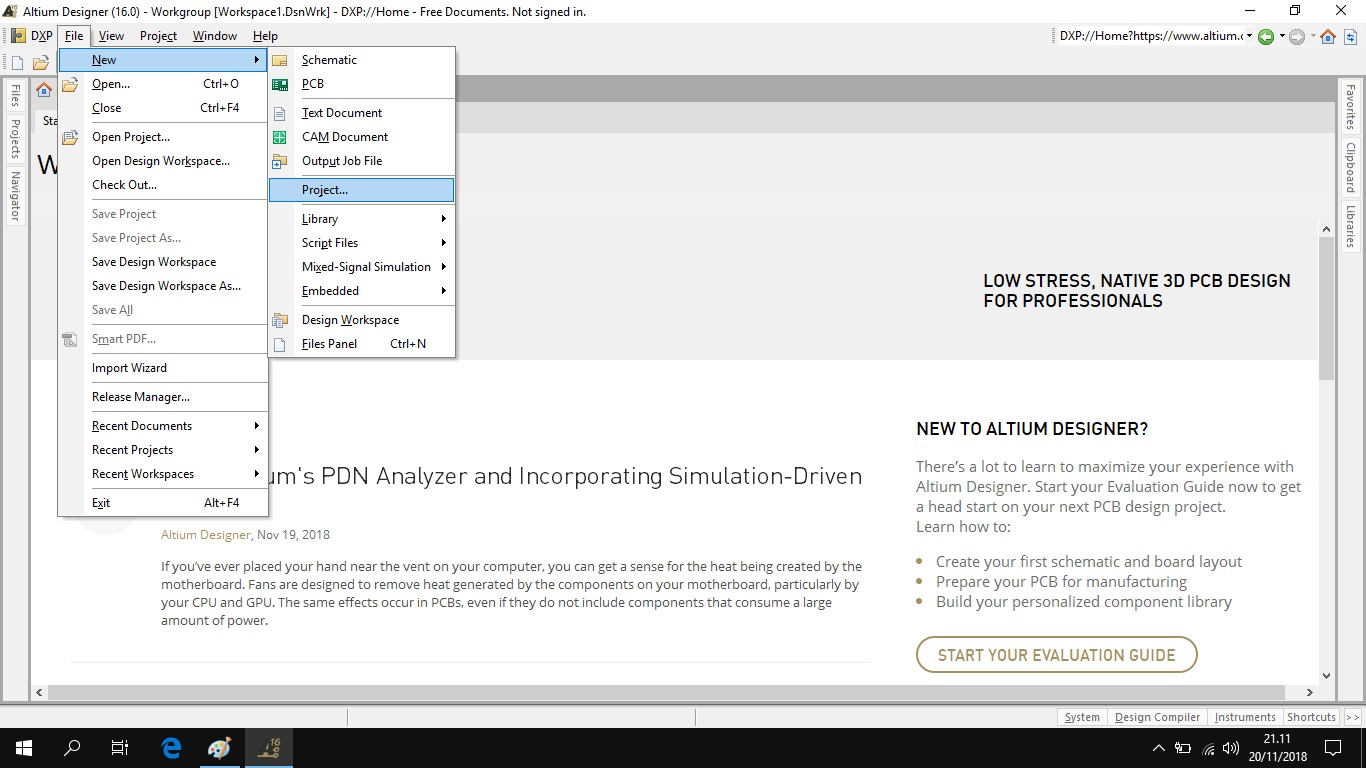 Altium Designer (16.0) - Workgroup [Workspace1.DsnWrk] - DXP://Home - Free Documents. Not signed in.
DXP File View Project Window Help
DXP://Home?https://www.altium.c
New
Open... Ctrl+O
Close Ctrl+F4
Open Project...
Open Design Workspace...
Check Out...
Save Project
Save Project As...
Save Design Workspace
Save Design Workspace As...
Save All
Smart PDF...
Import Wizard
Release Manager...
Recent Documents
Recent Projects
Recent Workspaces
Exit Alt+F4
Schematic
PCB
Text Document
CAM Document
Output Job File
Project...
Library
Script Files
Mixed-Signal Simulation
Embedded
Design Workspace
Files Panel Ctrl+N
Files
Projects
Navigator
Sta
W
Favorites
Clipboard
Libraries
LOW STRESS, NATIVE 3D PCB DESIGN
FOR PROFESSIONALS
um's PDN Analyzer and Incorporating Simulation-Driven
Altium Designer, Nov 19, 2018
If you've ever placed your hand near the vent on your computer, you can get a sense for the heat being created by the
motherboard. Fans are designed to remove heat generated by the components on your motherboard, particularly by
your CPU and GPU. The same effects occur in PCBs, even if they do not include components that consume a large
amount of power.
NEW TO ALTIUM DESIGNER?
There's a lot to learn to maximize your experience with
Altium Designer. Start your Evaluation Guide now to get
a head start on your next PCB design project.
Learn how to:
• Create your first schematic and board layout
• Prepare your PCB for manufacturing
• Build your personalized component library
START YOUR EVALUATION GUIDE
System Design Compiler Instruments Shortcuts >>
16
21.11
20/11/2018